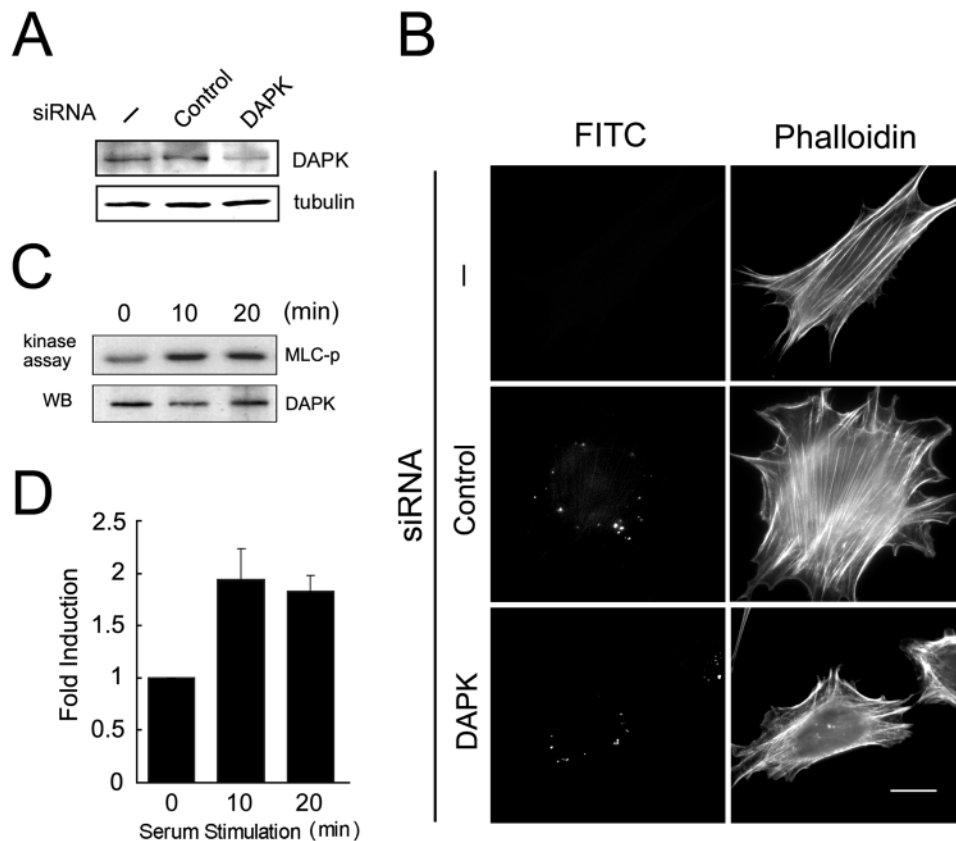 A
siRNA
–
Control
DAPK
DAPK
tubulin
B
FITC
Phalloidin
siRNA
–
Control
DAPK
C
0 10 20 (min)
kinase
assay
MLC-p
WB
DAPK
D
Fold Induction
2.5
2
1.5
1
0.5
0
0 10 20
Serum Stimulation (min)